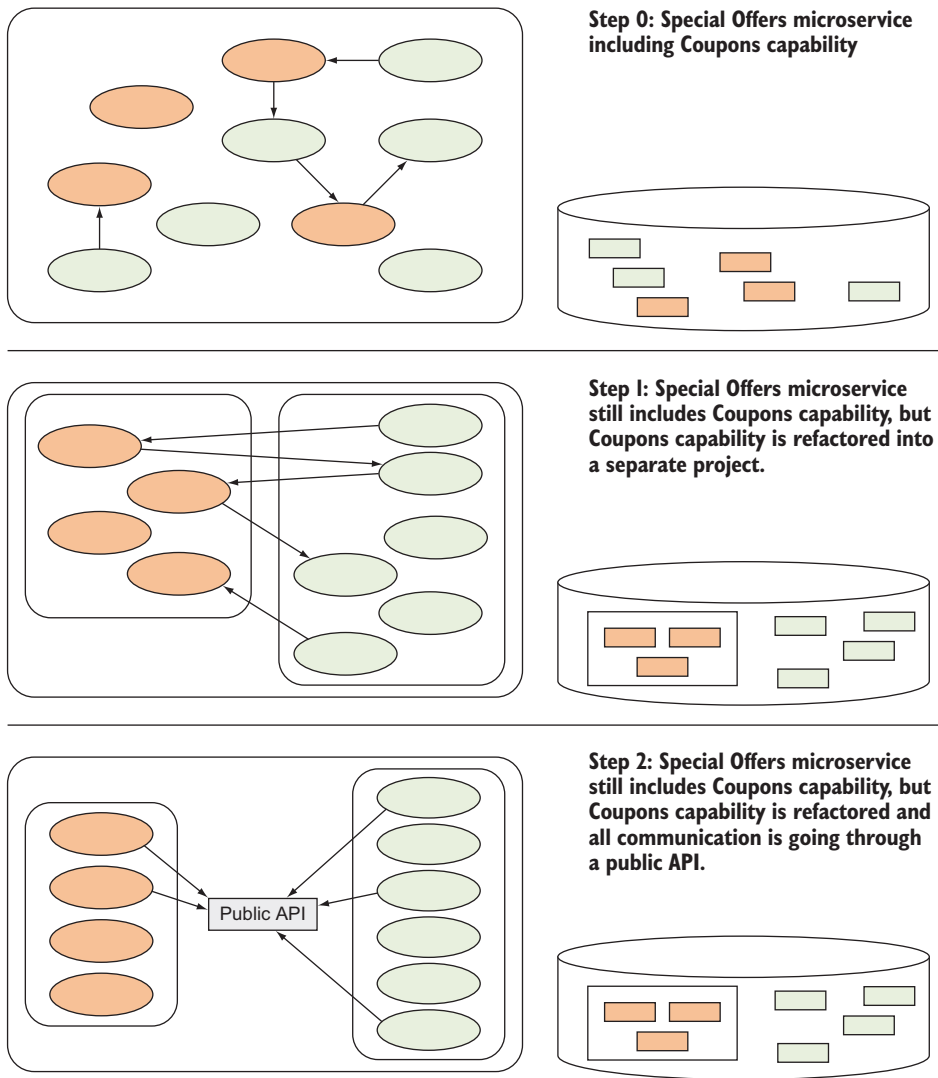 Step 0: Special Offers microservice
including Coupons capability
Step 1: Special Offers microservice
still includes Coupons capability, but
Coupons capability is refactored into
a separate project.
Step 2: Special Offers microservice
still includes Coupons capability, but
Coupons capability is refactored and
all communication is going through
a public API.
Public API